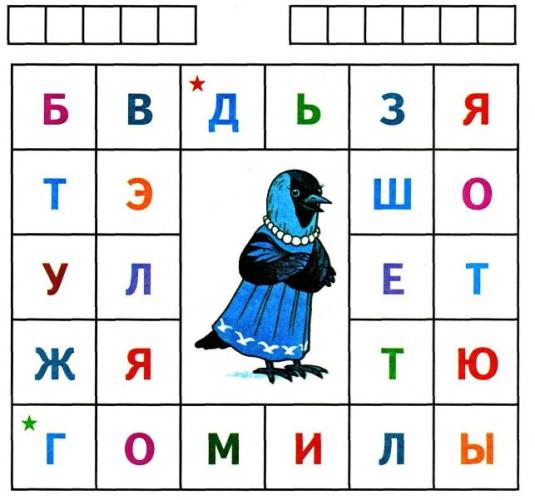 Б В Д Ь З Я
Т Э Ш О
У Л Е Т
Ж Я Т Ю
Г О М И Л Ы